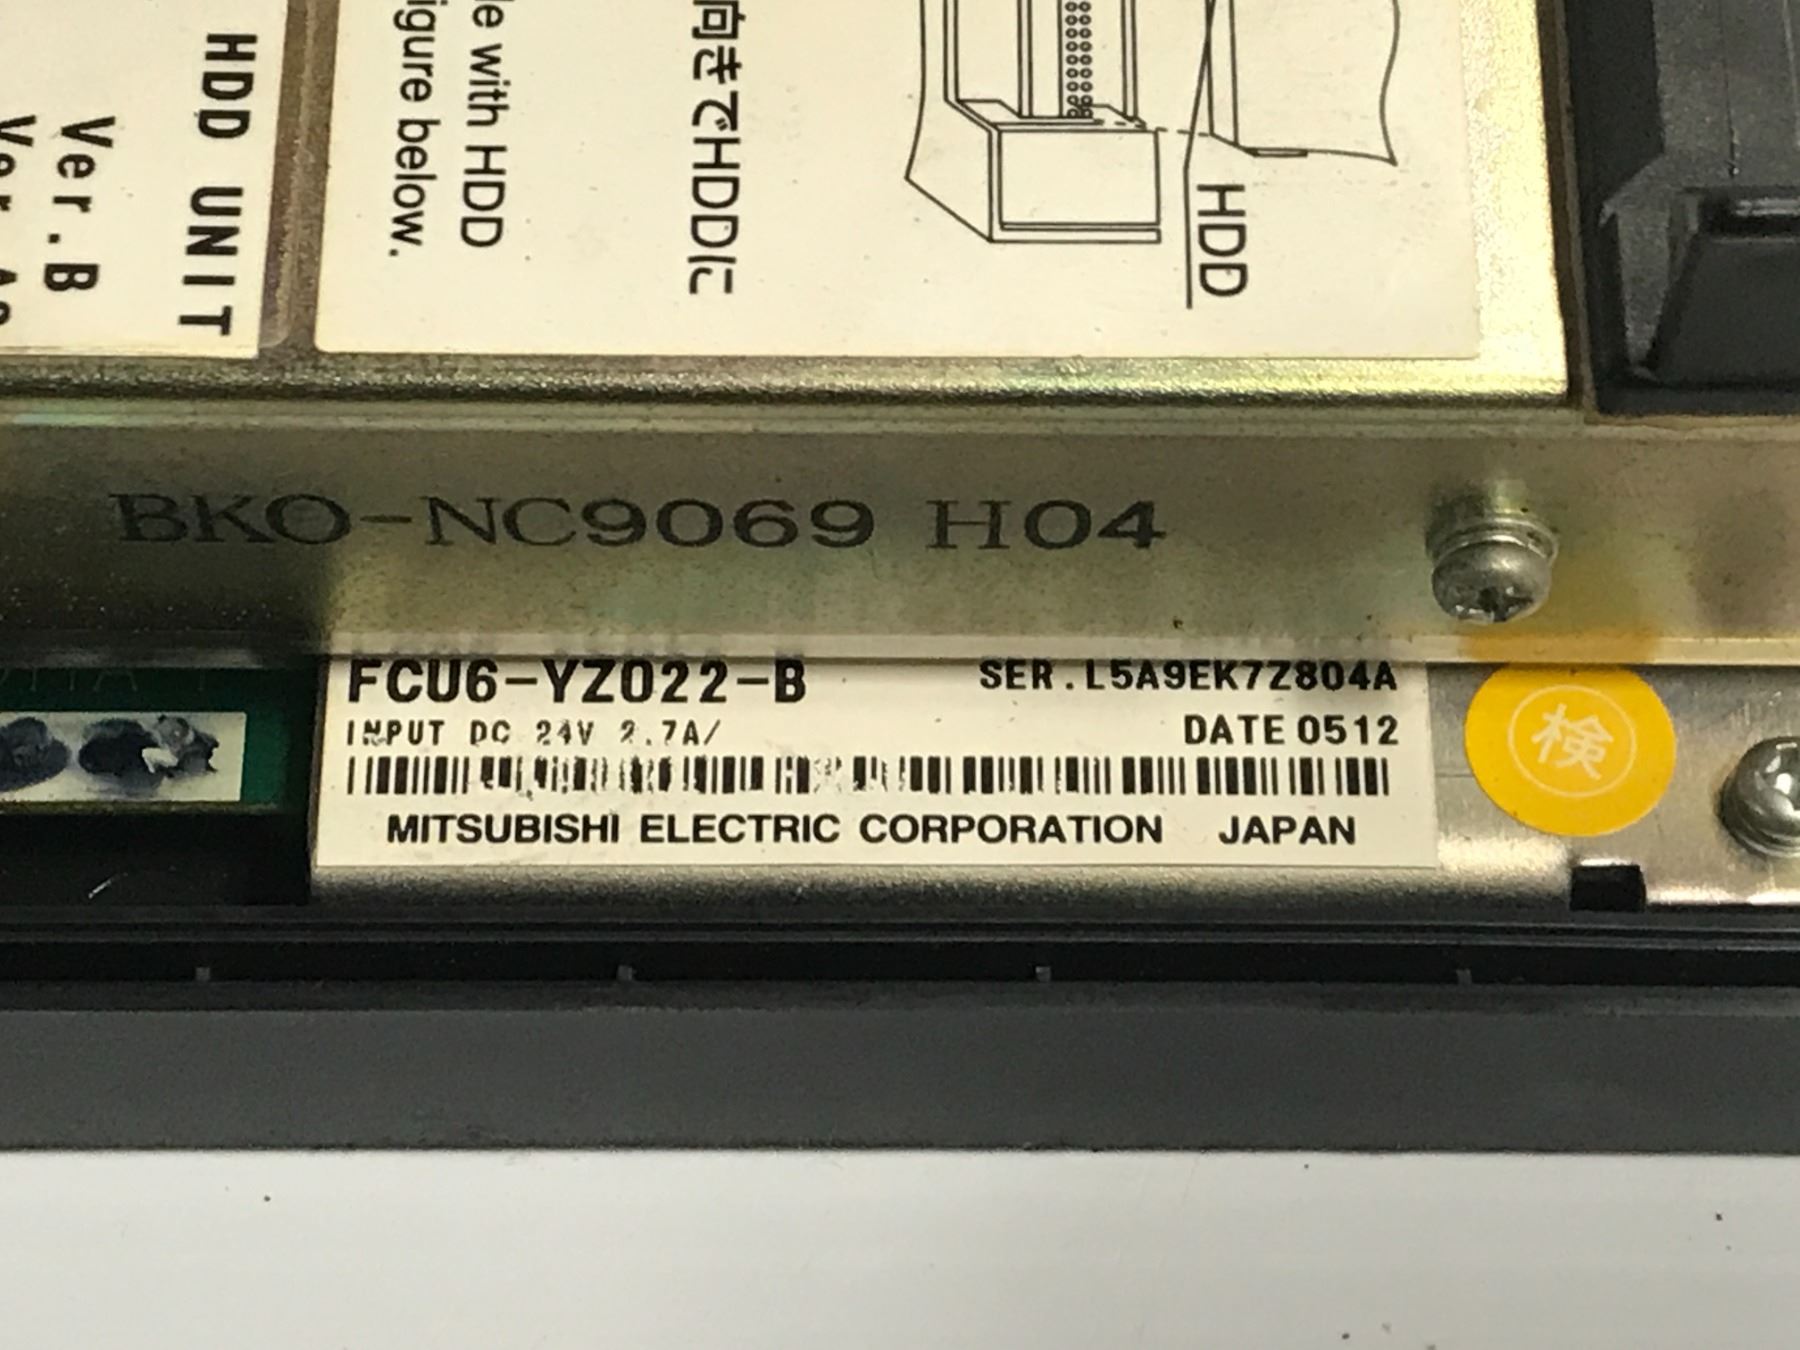 HDD UNIT
Ver.B
le with HDD
igure below.
向きでHDDに
HDD
BKO-NC9069 H04
FCU6-YZ022-B SER.L5A9EK7Z804A
INPUT DC 24V 2.7A/ DATE 0512
MITSUBISHI ELECTRIC CORPORATION JAPAN
検